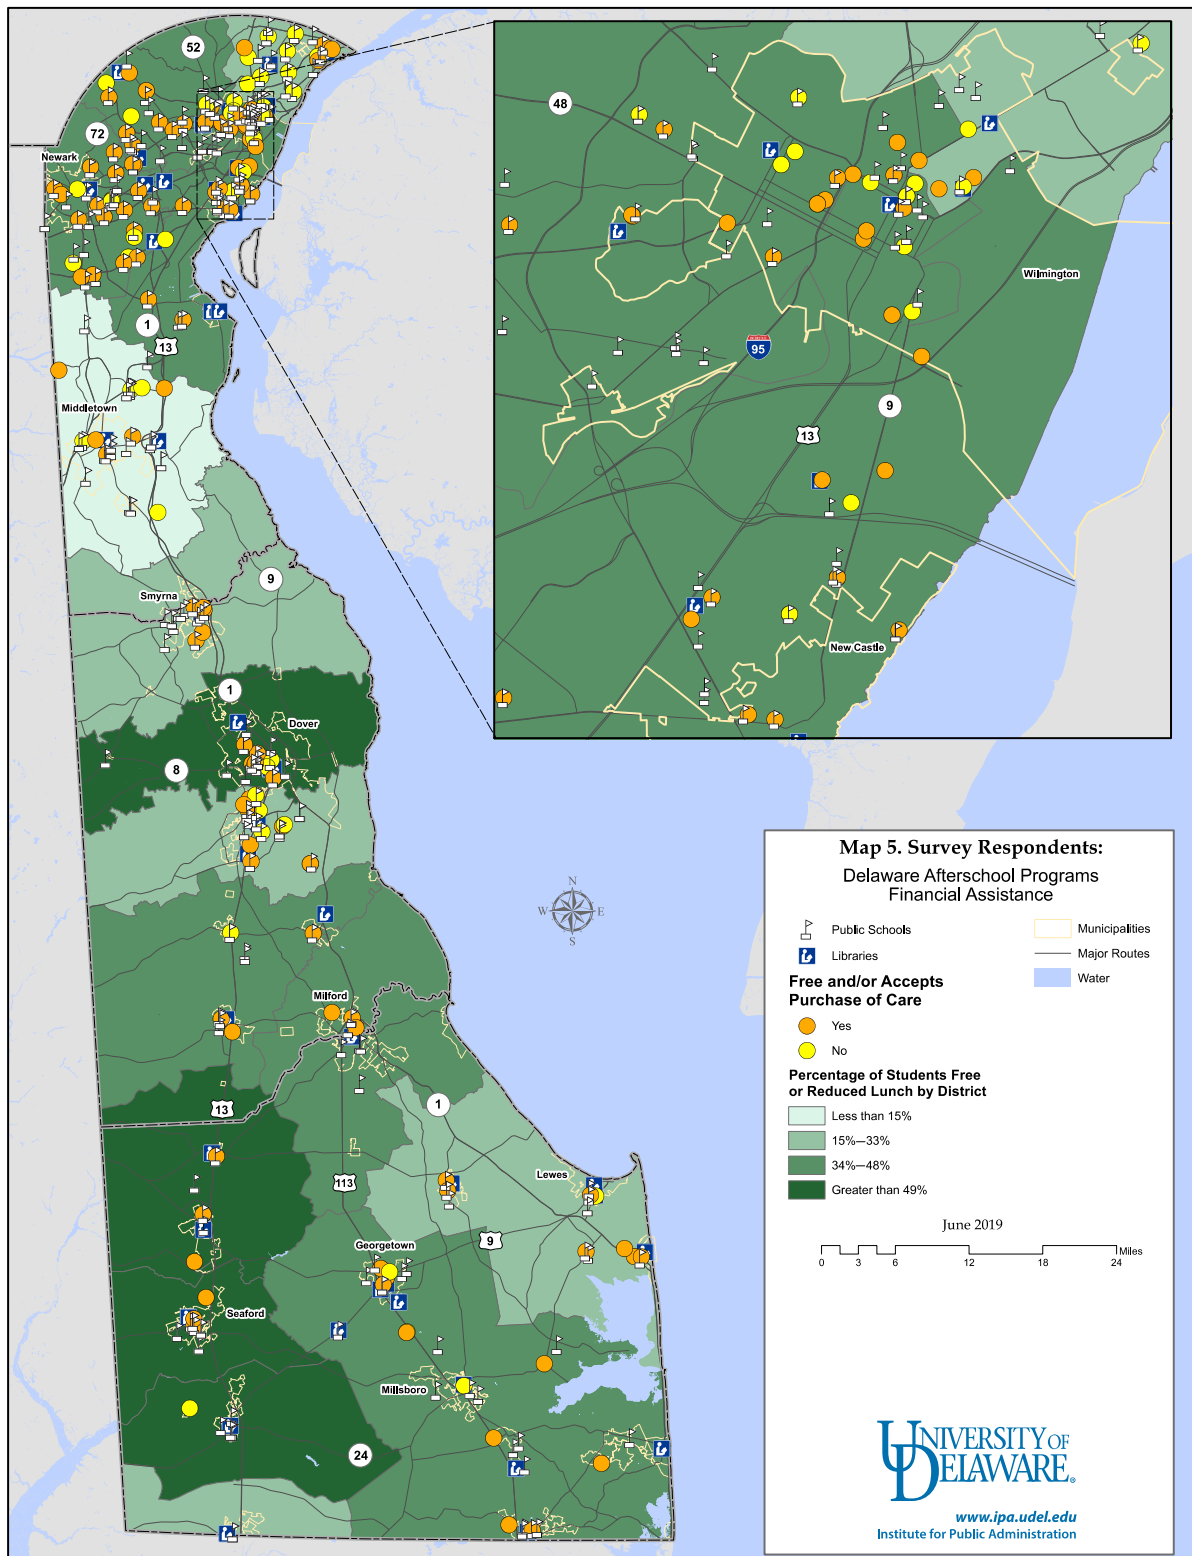 52
72
Newark
1
13
Middletown
Smyrna
9
1
Dover
8
Milford
1
13
113
Lewes
9
Georgetown
Seaford
Millsboro
24
48
Wilmington
95
9
13
New Castle
N
W
E
S
Map 5. Survey Respondents:
Delaware Afterschool Programs
Financial Assistance
Public Schools
Libraries
Municipalities
Major Routes
Water
Free and/or Accepts
Purchase of Care
Yes
No
Percentage of Students Free
or Reduced Lunch by District
Less than 15%
15%—33%
34%—48%
Greater than 49%
June 2019
Miles
0 3 6 12 18 24
UNIVERSITY OF
DELAWARE®
www.ipa.udel.edu
Institute for Public Administration